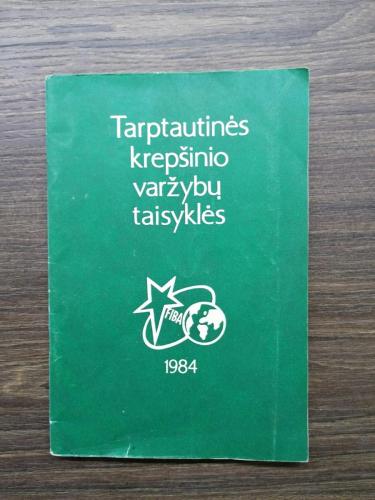 Tarptautinės
krepšinio
varžybų
taisyklės
FIBA
1984